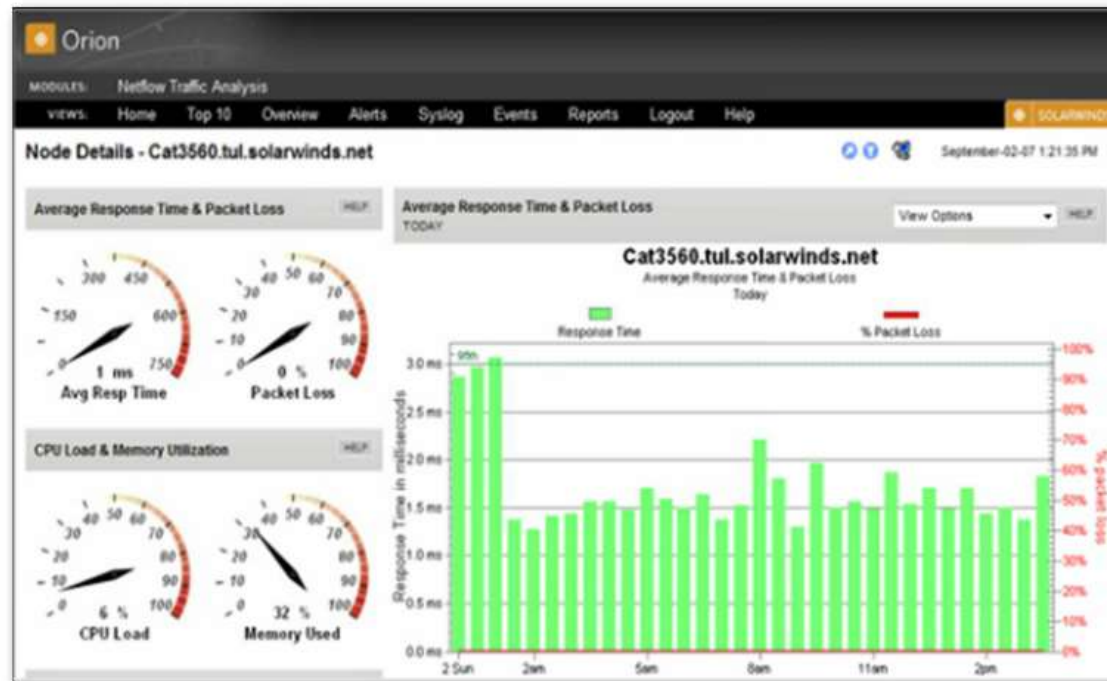 Orion
MODULES: Netflow Traffic Analysis
VIEWS: Home Top 10 Overview Alerts Syslog Events Reports Logout Help SOLARWINDS
Node Details - Cat3560.tul.solarwinds.net
September-02-07 1:21:35 PM
Average Response Time & Packet Loss HELP
0 150 300 450 600 750
1 ms
Avg Resp Time
0 10 20 30 40 50 60 70 80 90 100
0 %
Packet Loss
CPU Load & Memory Utilization HELP
0 10 20 30 40 50 60 70 80 90 100
6 %
CPU Load
0 10 20 30 40 50 60 70 80 90 100
32 %
Memory Used
Average Response Time & Packet Loss
TODAY
View Options HELP
Cat3560.tul.solarwinds.net
Average Response Time & Packet Loss
Today
Response Time % Packet Loss
Response Time in milliseconds
3.0 ms
2.5 ms
2.0 ms
1.5 ms
1.0 ms
0.5 ms
0.0 ms
95th
100%
90%
80%
70%
60%
50%
40%
30%
20%
10%
0%
% packet loss
2 Sun 2am 5am 8am 11am 2pm